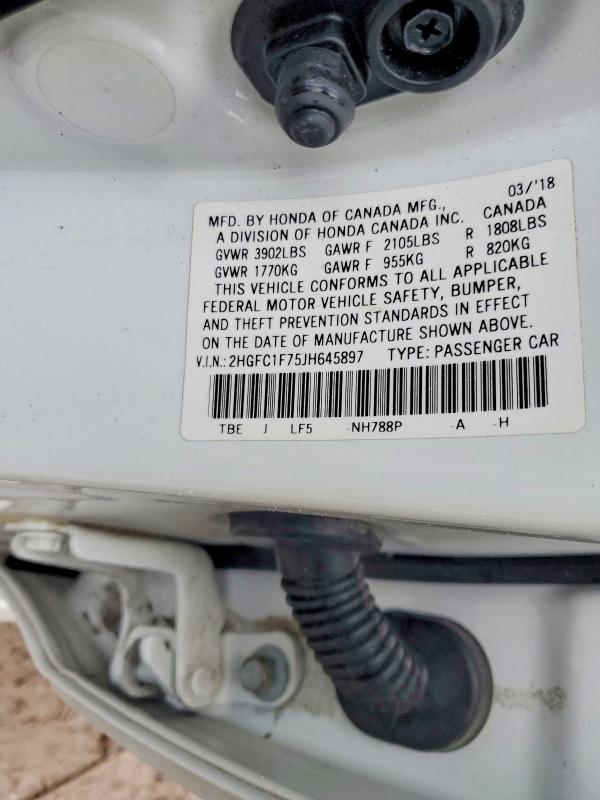 03/'18
MFD. BY HONDA OF CANADA MFG.,
A DIVISION OF HONDA CANADA INC. CANADA
GVWR 3902LBS GAWR F 2105LBS R 1808LBS
GVWR 1770KG GAWR F 955KG R 820KG
THIS VEHICLE CONFORMS TO ALL APPLICABLE
FEDERAL MOTOR VEHICLE SAFETY, BUMPER,
AND THEFT PREVENTION STANDARDS IN EFFECT
ON THE DATE OF MANUFACTURE SHOWN ABOVE.
V.I.N.: 2HGFC1F75JH645897 TYPE: PASSENGER CAR
TBE J LF5 -NH788P -A -H